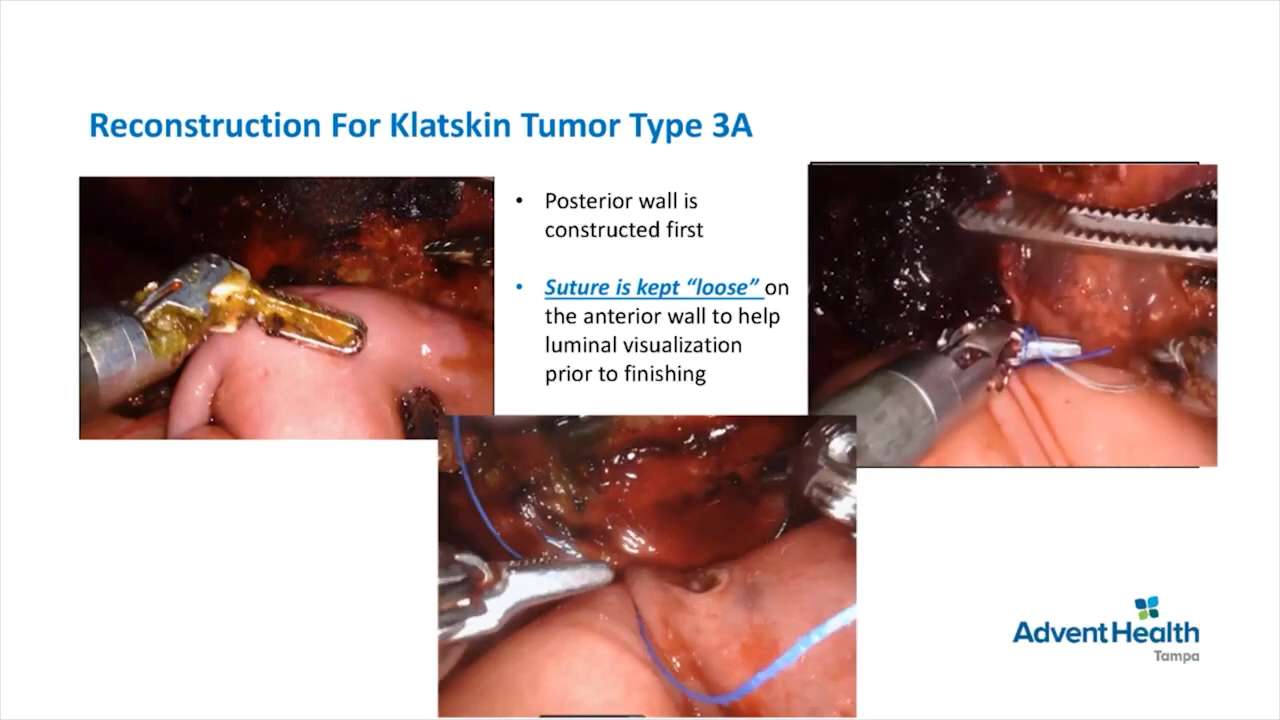 Reconstruction For Klatskin Tumor Type 3A
• Posterior wall is
constructed first
• Suture is kept “loose” on
the anterior wall to help
luminal visualization
prior to finishing
AdventHealth
Tampa